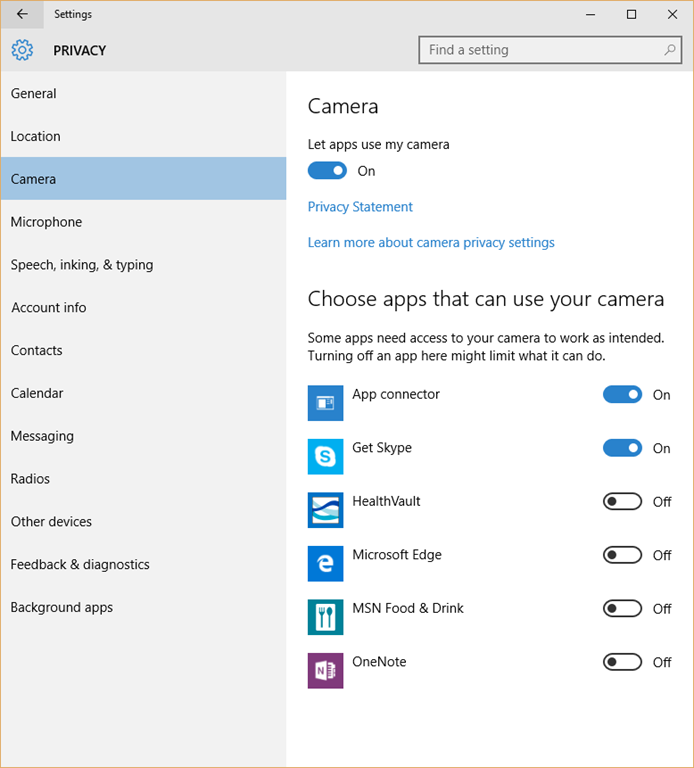 Settings
PRIVACY
Find a setting
General
Location
Camera
Microphone
Speech, inking, & typing
Account info
Contacts
Calendar
Messaging
Radios
Other devices
Feedback & diagnostics
Background apps
Camera
Let apps use my camera
On
Privacy Statement
Learn more about camera privacy settings
Choose apps that can use your camera
Some apps need access to your camera to work as intended.
Turning off an app here might limit what it can do.
App connector On
Get Skype On
HealthVault Off
Microsoft Edge Off
MSN Food & Drink Off
OneNote Off